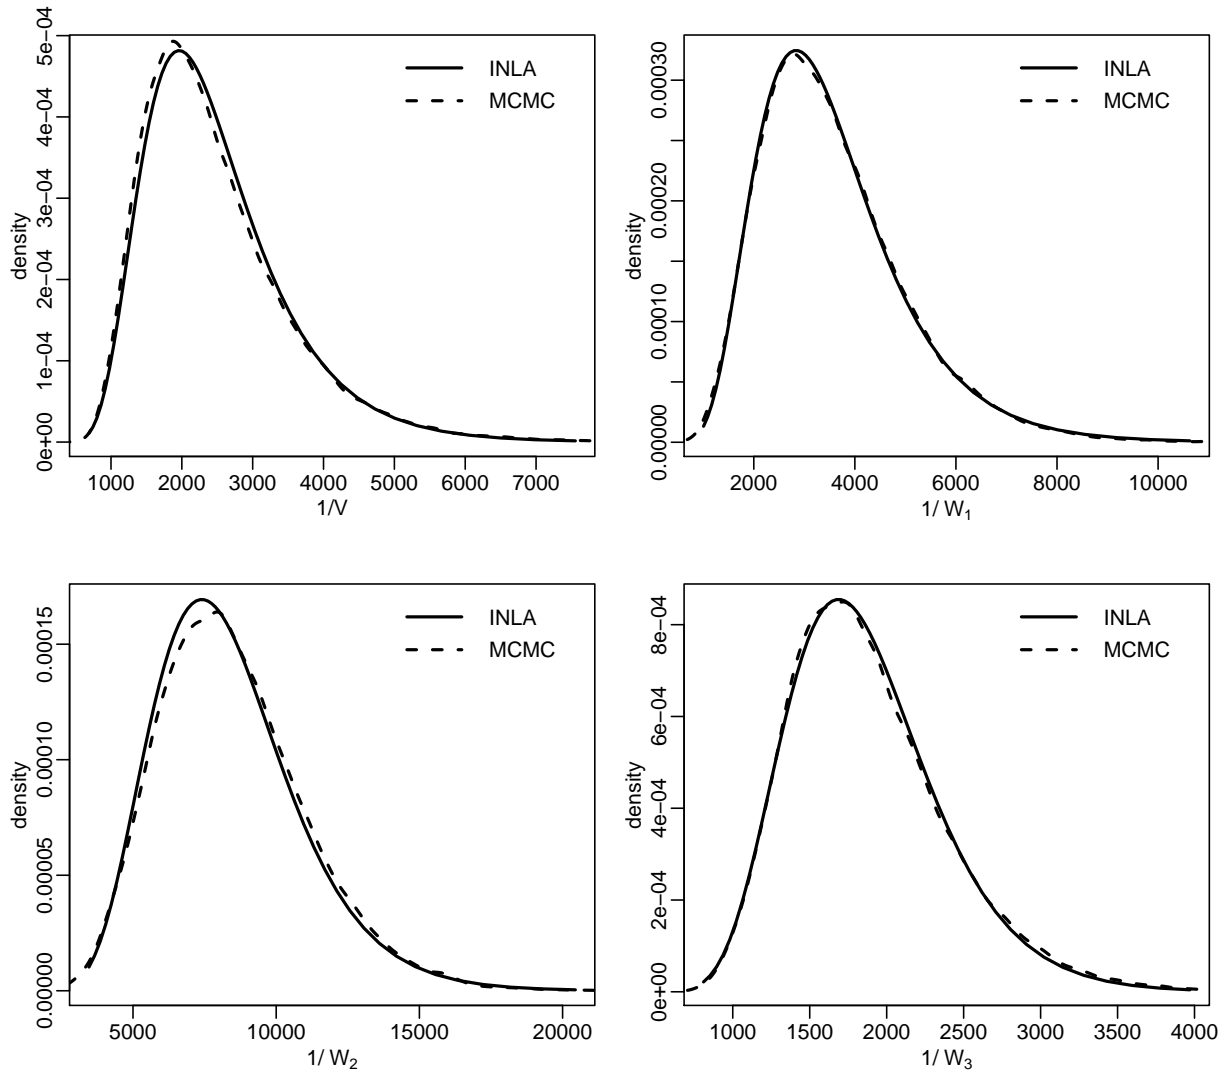 INLA
MCMC
density
0e+00 1e−04 2e−04 3e−04 4e−04 5e−04
1000 2000 3000 4000 5000 6000 7000
1/V
INLA
MCMC
density
0.00000 0.00010 0.00020 0.00030
2000 4000 6000 8000 10000
1/ W₁
INLA
MCMC
density
0.00000 0.00005 0.00010 0.00015
5000 10000 15000 20000
1/ W₂
INLA
MCMC
density
0e+00 2e−04 4e−04 6e−04 8e−04
1000 1500 2000 2500 3000 3500 4000
1/ W₃